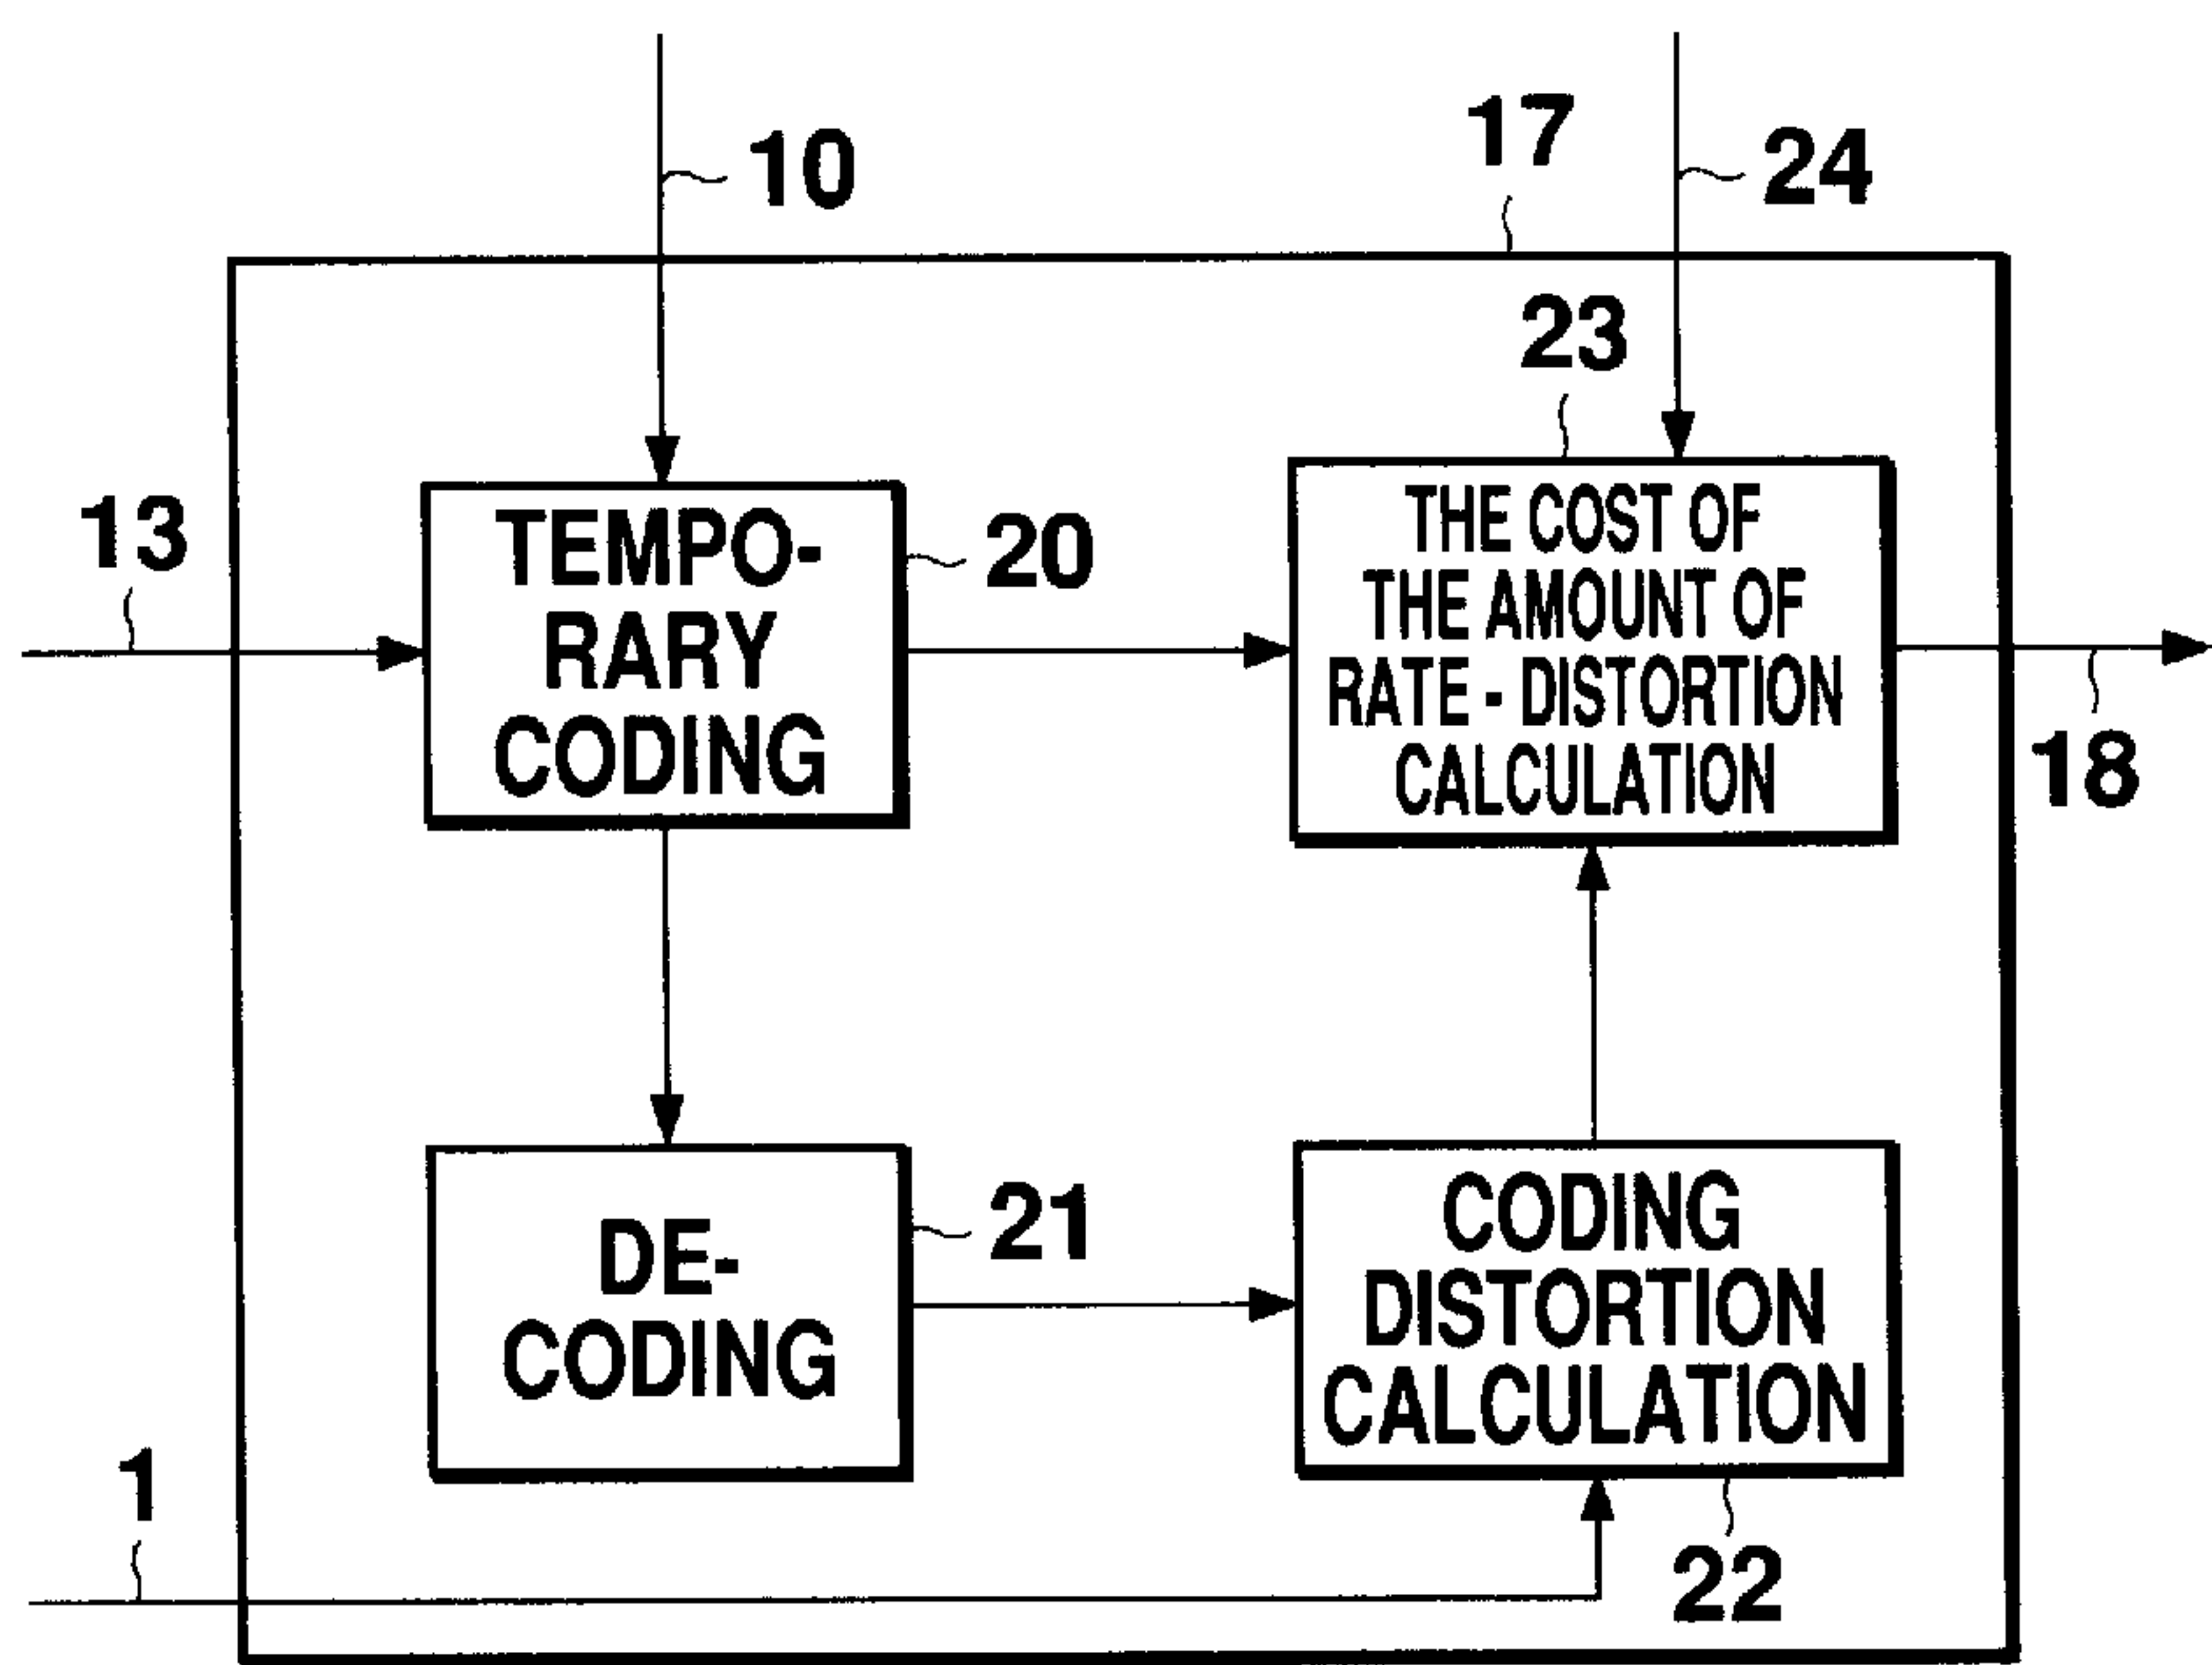 10
17
24
23
13
TEMPO-
RARY
CODING
20
THE COST OF
THE AMOUNT OF
RATE - DISTORTION
CALCULATION
18
DE-
CODING
21
CODING
DISTORTION
CALCULATION
1
22